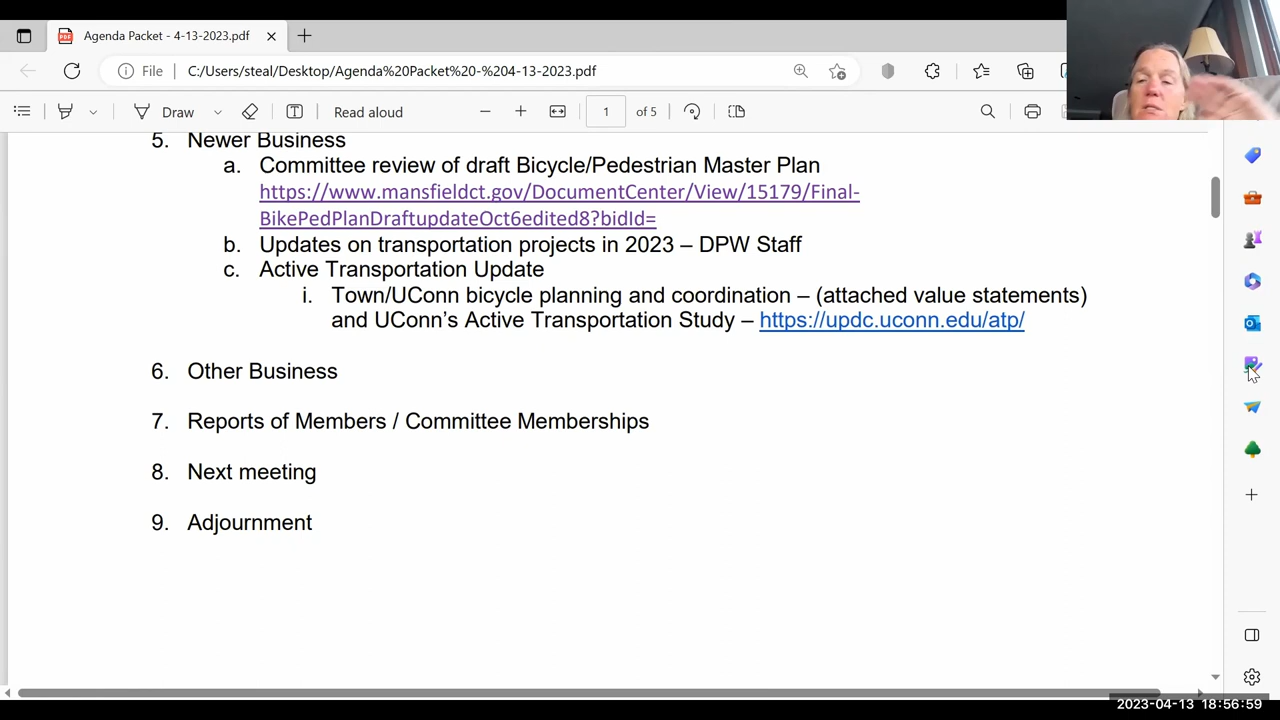 Agenda Packet - 4-13-2023.pdf
File
C:/Users/steal/Desktop/Agenda%20Packet%20-%204-13-2023.pdf
Draw
Read aloud
1 of 5
5. Newer Business
a. Committee review of draft Bicycle/Pedestrian Master Plan
https://www.mansfieldct.gov/DocumentCenter/View/15179/Final-
BikePedPlanDraftupdateOct6edited8?bidId=
b. Updates on transportation projects in 2023 – DPW Staff
c. Active Transportation Update
i. Town/UConn bicycle planning and coordination – (attached value statements)
and UConn's Active Transportation Study – https://updc.uconn.edu/atp/
6. Other Business
7. Reports of Members / Committee Memberships
8. Next meeting
9. Adjournment
2023-04-13 18:56:59